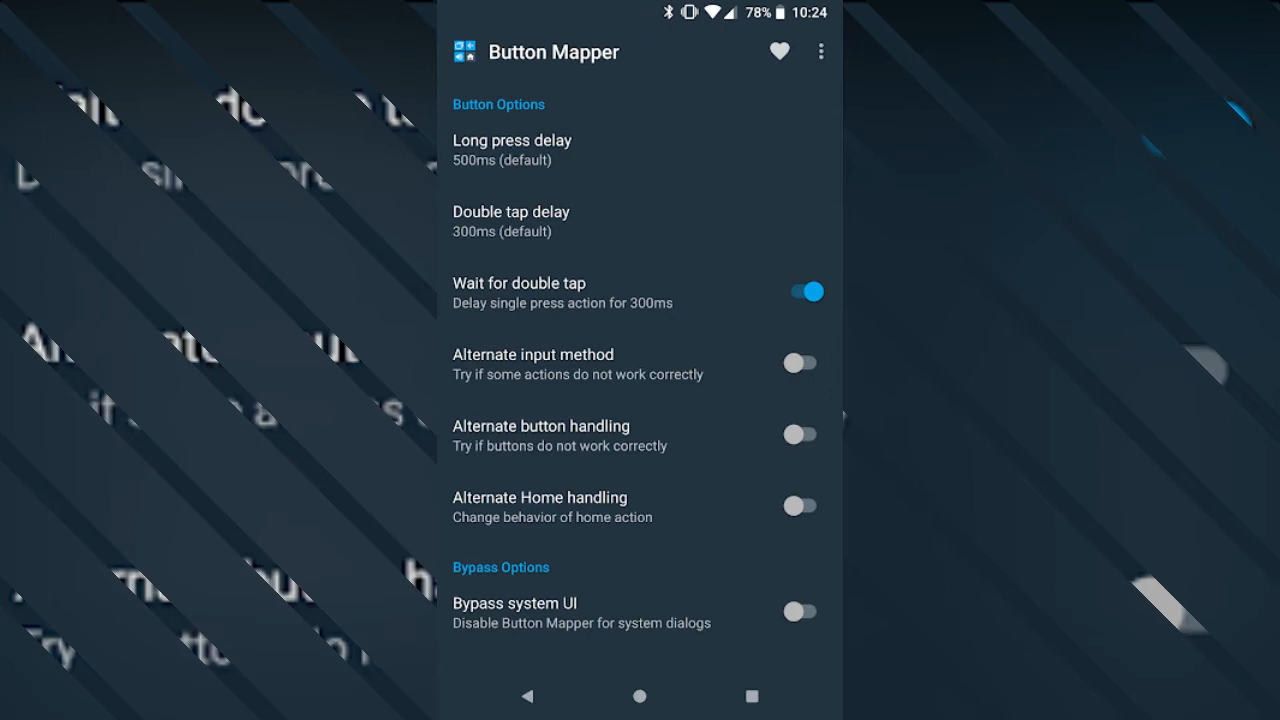 78% 10:24
Button Mapper
Button Options
Long press delay
500ms (default)
Double tap delay
300ms (default)
Wait for double tap
Delay single press action for 300ms
Alternate input method
Try if some actions do not work correctly
Alternate button handling
Try if buttons do not work correctly
Alternate Home handling
Change behavior of home action
Bypass Options
Bypass system UI
Disable Button Mapper for system dialogs